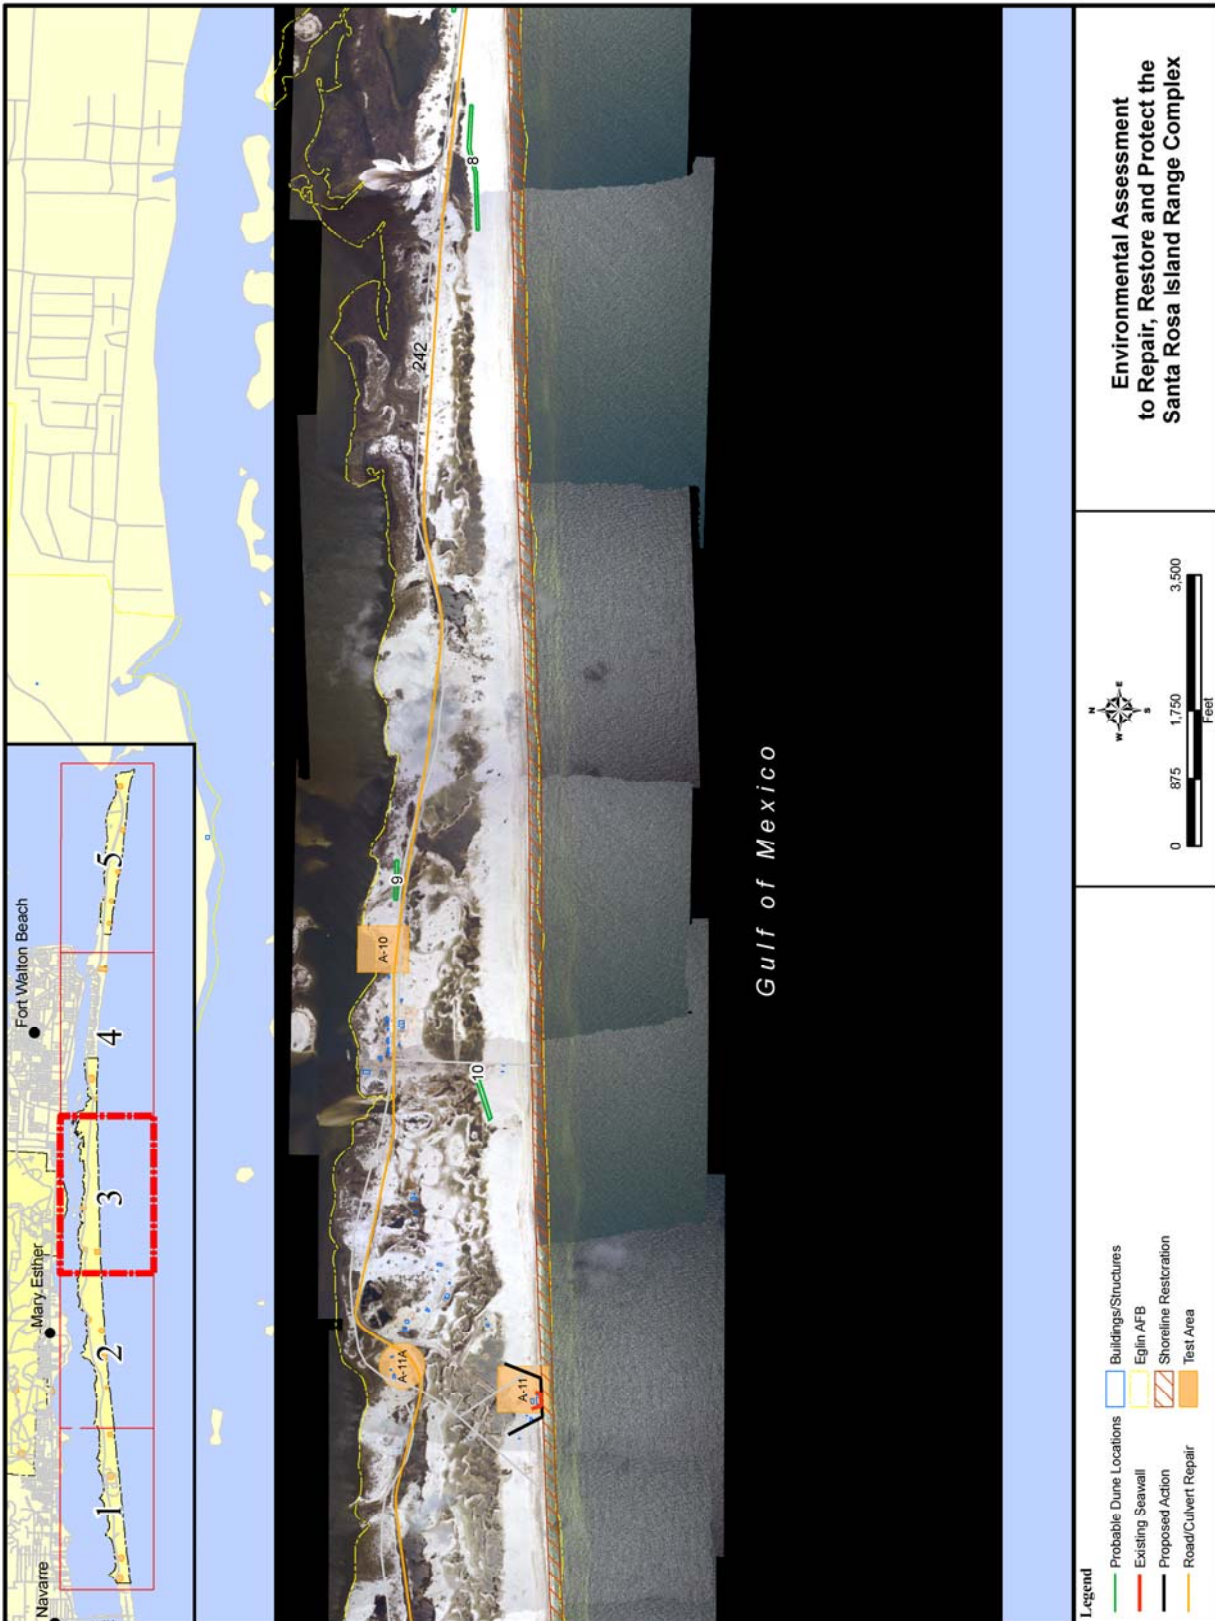 Navarre
Mary Esther
Fort Walton Beach
1
2
3
4
5
8
242
9
A-10
10
A-11A
A-11
Gulf of Mexico
Legend
Probable Dune Locations
Existing Seawall
Proposed Action
Road/Culvert Repair
Buildings/Structures
Eglin AFB
Shoreline Restoration
Test Area
N
W
E
S
0 875 1,750 3,500
Feet
Environmental Assessment
to Repair, Restore and Protect the
Santa Rosa Island Range Complex